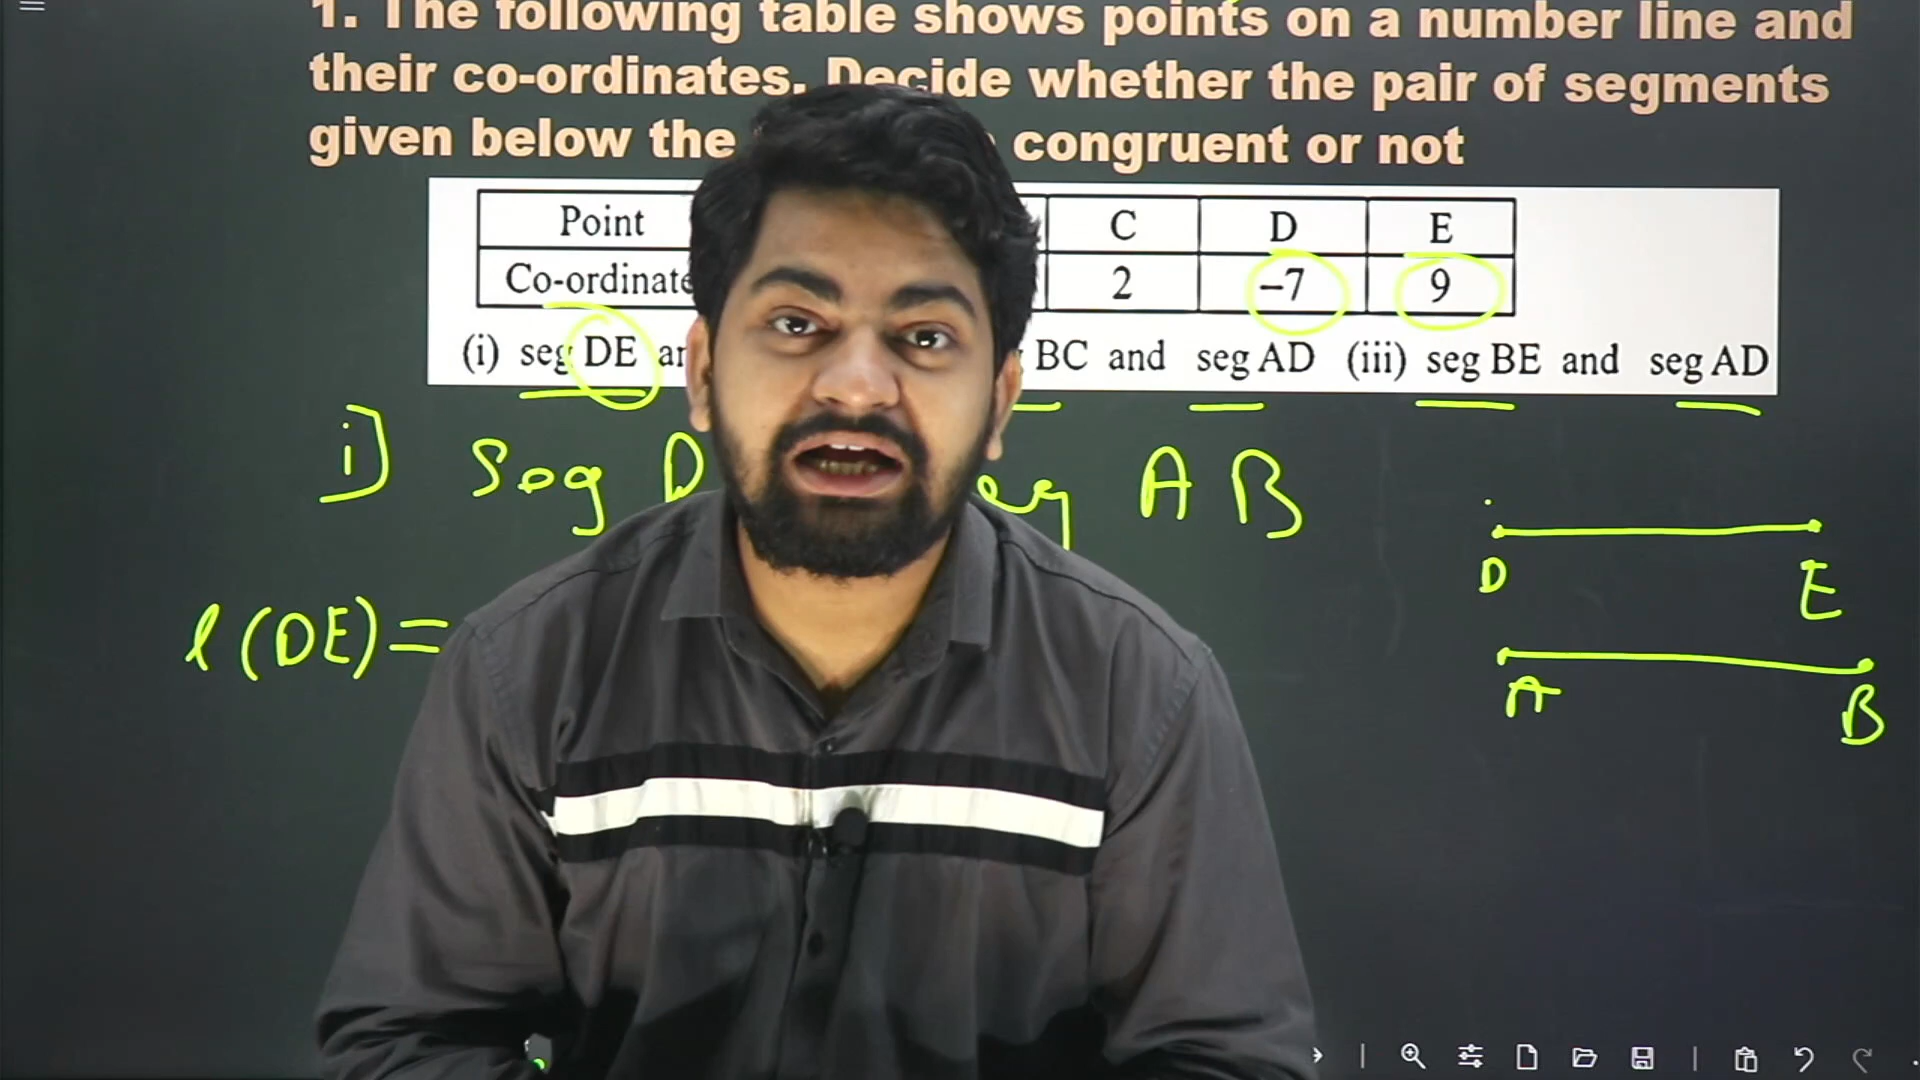 1. The following table shows points on a number line and
their co-ordinates. Decide whether the pair of segments
given below the congruent or not
Point C D E
Co-ordinate 2 –7 9
(i) seg DE BC and seg AD (iii) seg BE and seg AD
i) Seg D A B
D E
l(DE)=
A B